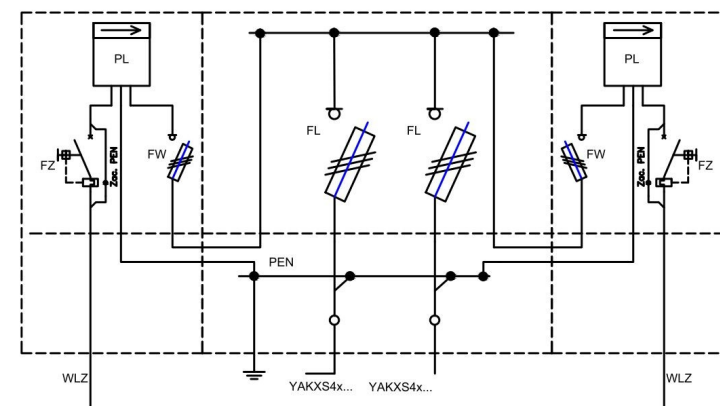 PL
PL
FL
FL
FZ
Zac. PEN
FW
FW
Zac. PEN
FZ
PEN
WLZ
YAKXS4x...
YAKXS4x...
WLZ